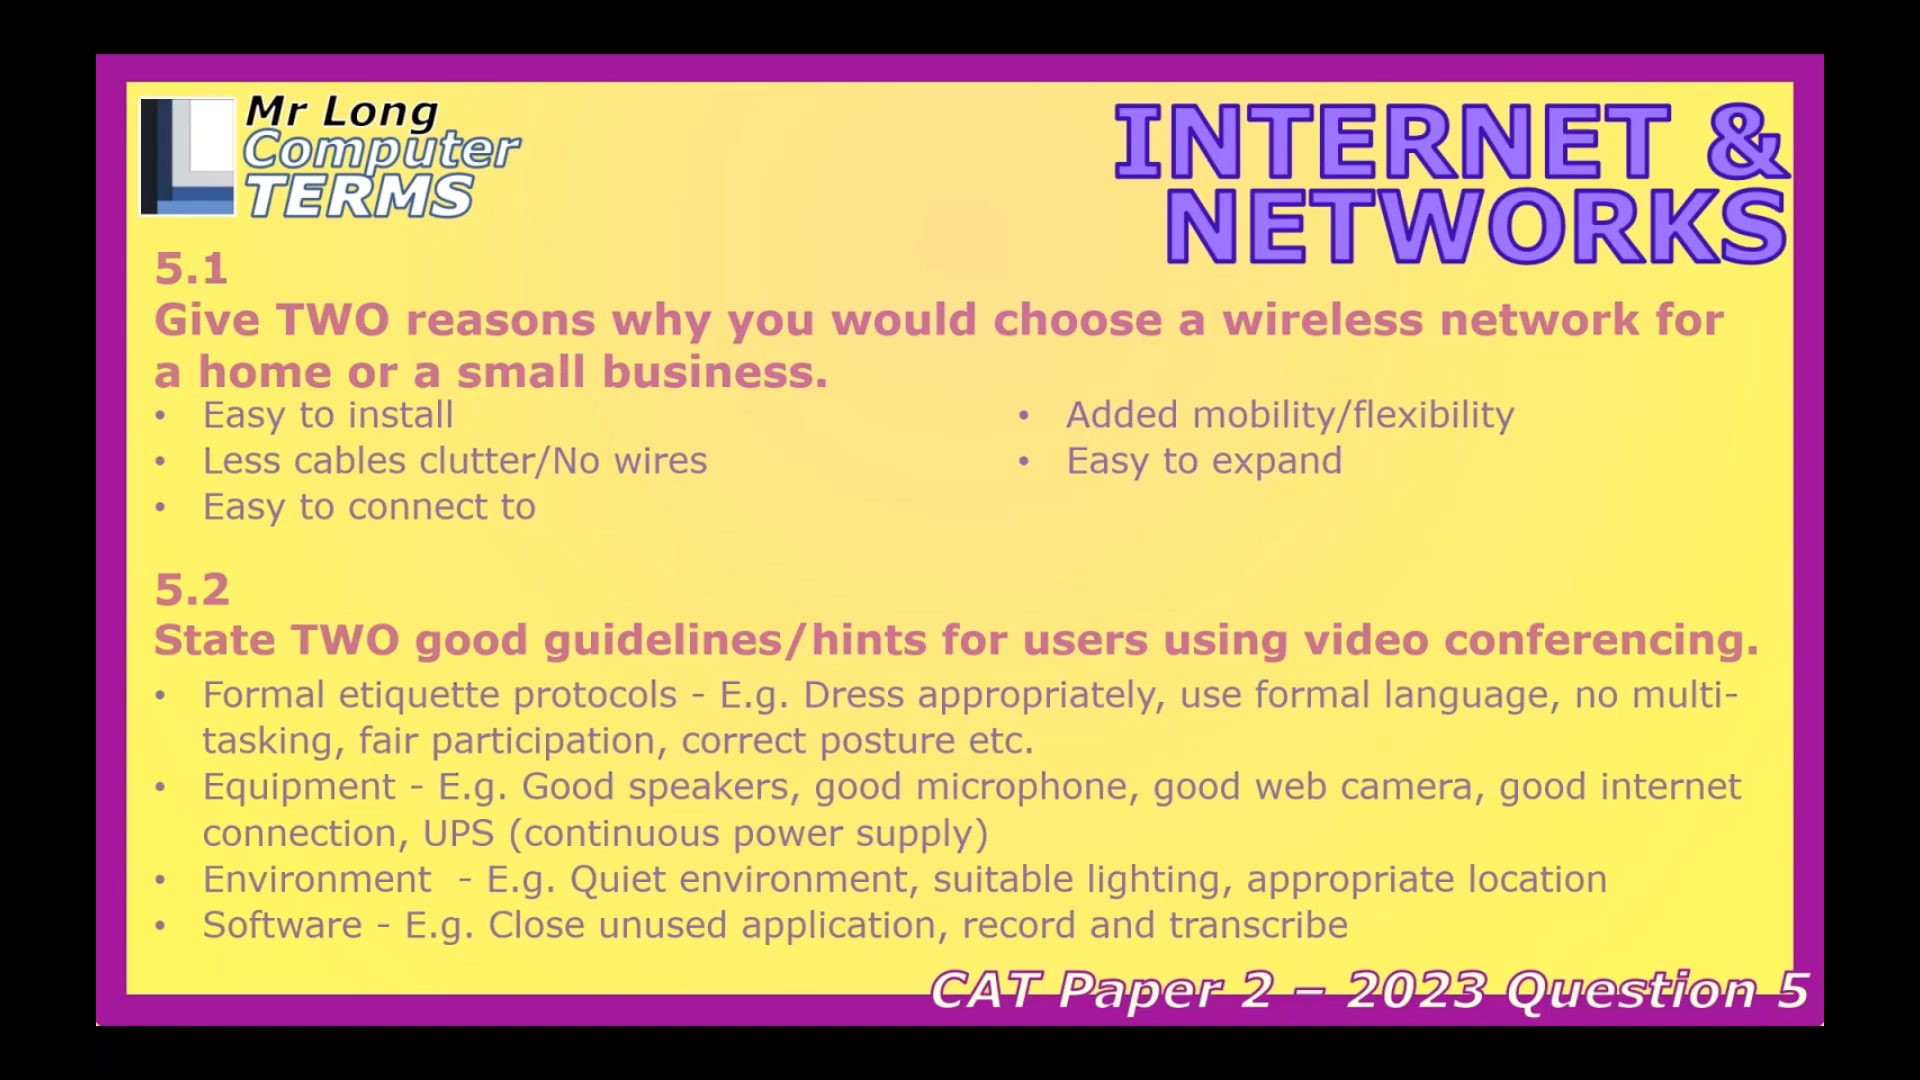 Mr Long
Computer
TERMS
INTERNET &
NETWORKS
5.1
Give TWO reasons why you would choose a wireless network for
a home or a small business.
• Easy to install
• Less cables clutter/No wires
• Easy to connect to
• Added mobility/flexibility
• Easy to expand
5.2
State TWO good guidelines/hints for users using video conferencing.
• Formal etiquette protocols - E.g. Dress appropriately, use formal language, no multi-
tasking, fair participation, correct posture etc.
• Equipment - E.g. Good speakers, good microphone, good web camera, good internet
connection, UPS (continuous power supply)
• Environment  - E.g. Quiet environment, suitable lighting, appropriate location
• Software - E.g. Close unused application, record and transcribe
CAT Paper 2 – 2023 Question 5